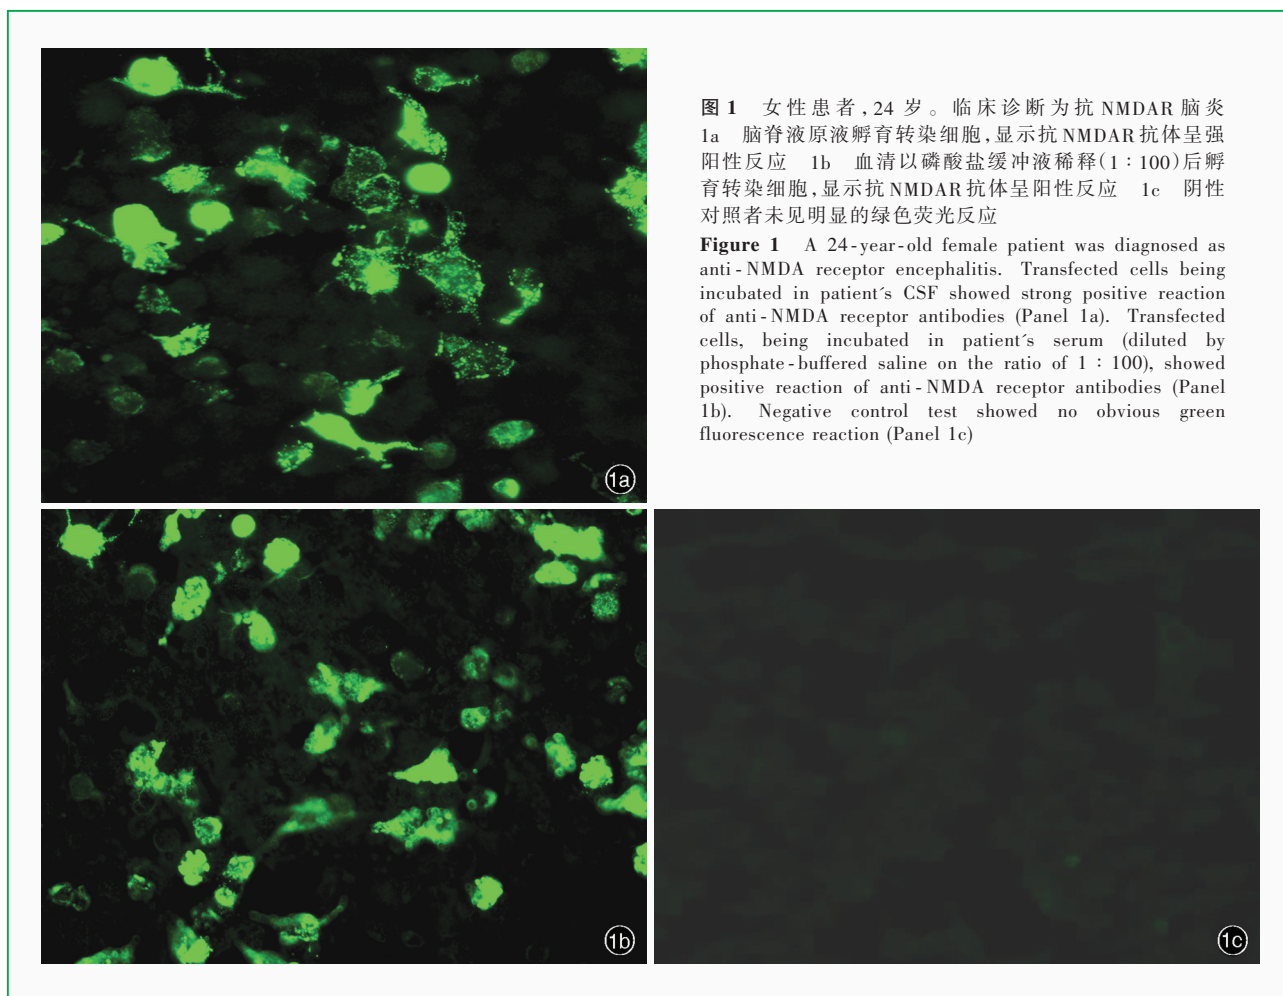 图 1 女性患者,24 岁。临床诊断为抗 NMDAR 脑炎
1a 脑脊液原液孵育转染细胞,显示抗 NMDAR 抗体呈强
阳性反应 1b 血清以磷酸盐缓冲液稀释(1∶100)后孵
育转染细胞,显示抗 NMDAR 抗体呈阳性反应 1c 阴性
对照者未见明显的绿色荧光反应
Figure 1 A 24-year-old female patient was diagnosed as
anti-NMDA receptor encephalitis. Transfected cells being
incubated in patient′s CSF showed strong positive reaction
of anti-NMDA receptor antibodies (Panel 1a). Transfected
cells, being incubated in patient′s serum (diluted by
phosphate-buffered saline on the ratio of 1∶100), showed
positive reaction of anti-NMDA receptor antibodies (Panel
1b). Negative control test showed no obvious green
fluorescence reaction (Panel 1c)
1a
1b
1c